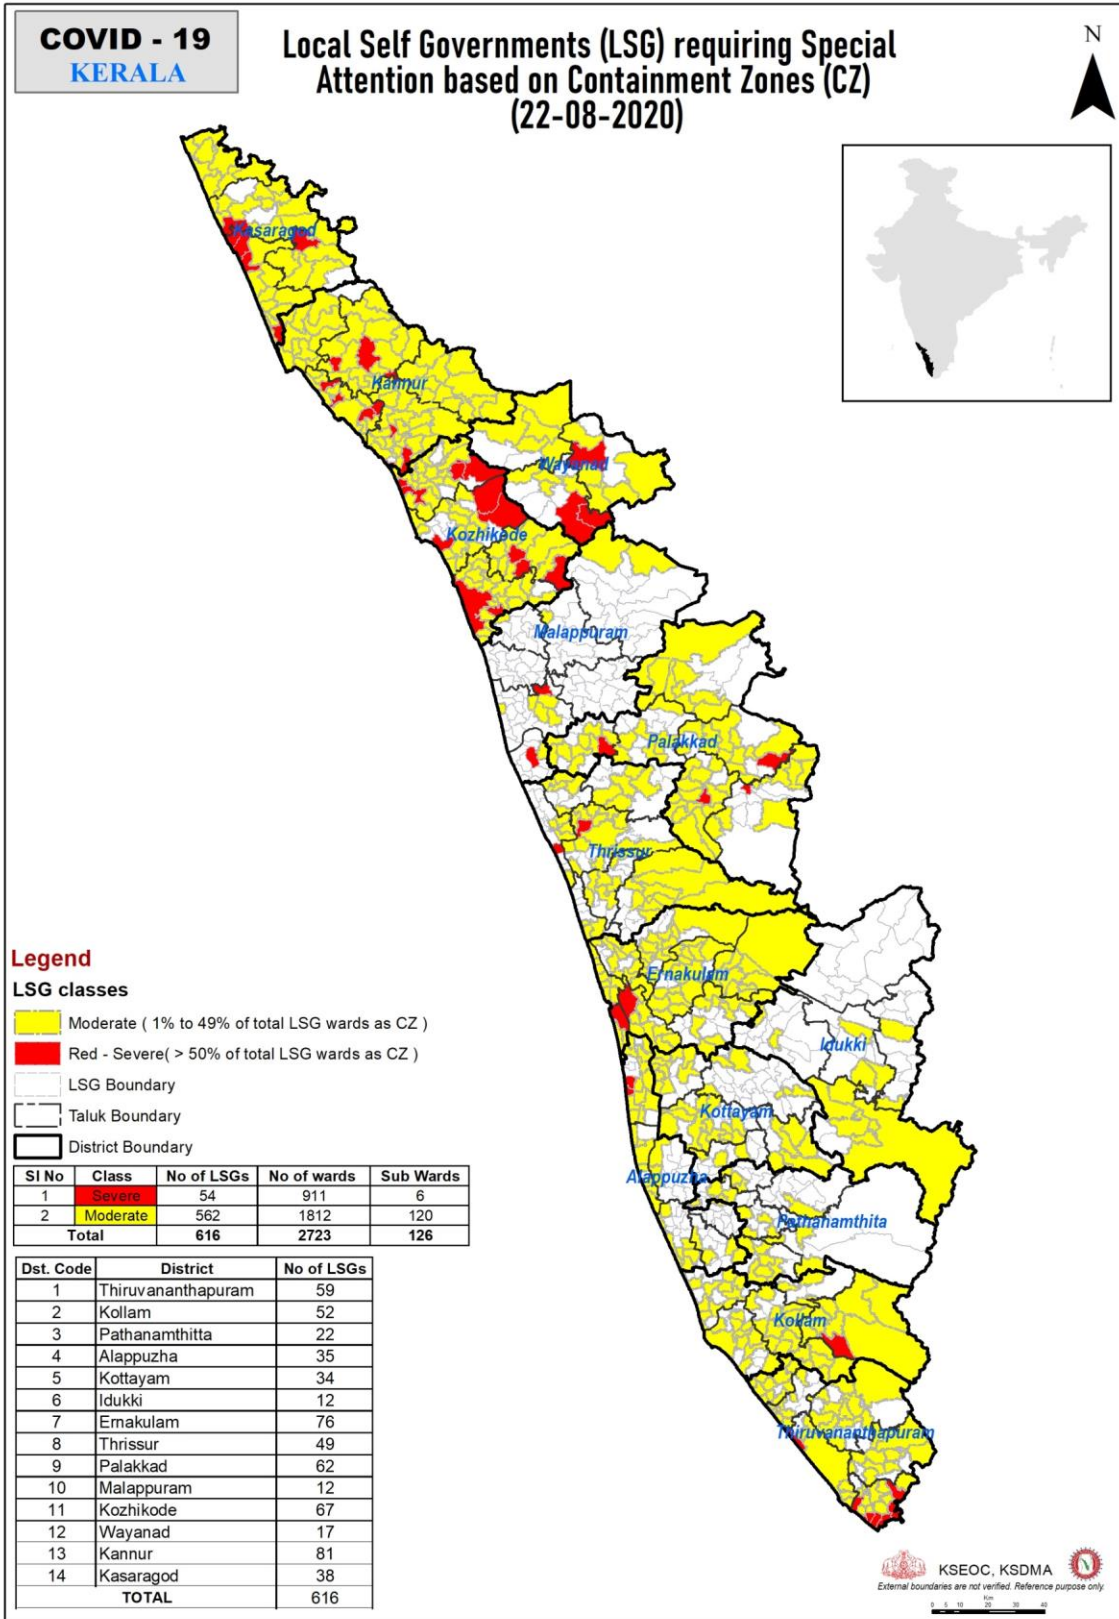 COVID - 19
KERALA
Local Self Governments (LSG) requiring Special
Attention based on Containment Zones (CZ)
(22-08-2020)
N
Kasaragod
Kannur
Wayanad
Kozhikode
Malappuram
Palakkad
Thrissur
Ernakulam
Idukki
Kottayam
Alappuzha
Pathanamthita
Kollam
Thiruvananthapuram
Legend
LSG classes
Moderate ( 1% to 49% of total LSG wards as CZ )
Red - Severe( > 50% of total LSG wards as CZ )
LSG Boundary
Taluk Boundary
District Boundary
Sl No Class No of LSGs No of wards Sub Wards
1 Severe 54 911 6
2 Moderate 562 1812 120
Total 616 2723 126
Dst. Code District No of LSGs
1 Thiruvananthapuram 59
2 Kollam 52
3 Pathanamthitta 22
4 Alappuzha 35
5 Kottayam 34
6 Idukki 12
7 Ernakulam 76
8 Thrissur 49
9 Palakkad 62
10 Malappuram 12
11 Kozhikode 67
12 Wayanad 17
13 Kannur 81
14 Kasaragod 38
TOTAL 616
KSEOC, KSDMA
External boundaries are not verified. Reference purpose only.
Km
0 5 10 20 30 40